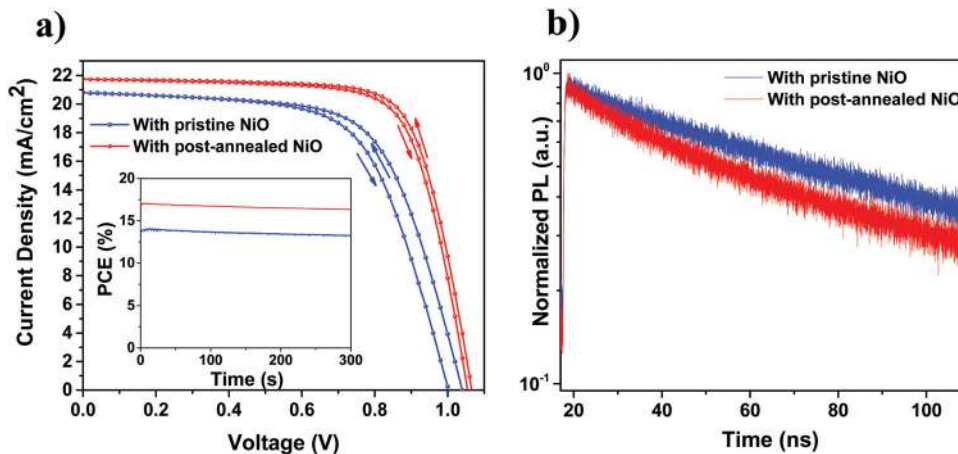 a)
22
20
18
16
14
12
10
8
6
4
2
0
Current Density (mA/cm2)
With pristine NiO
With post-annealed NiO
20
15
10
5
0
PCE (%)
0 100 200 300
Time (s)
0.0 0.2 0.4 0.6 0.8 1.0
Voltage (V)
b)
10⁰
10⁻¹
Normalized PL (a.u.)
With pristine NiO
With post-annealed NiO
20 40 60 80 100
Time (ns)